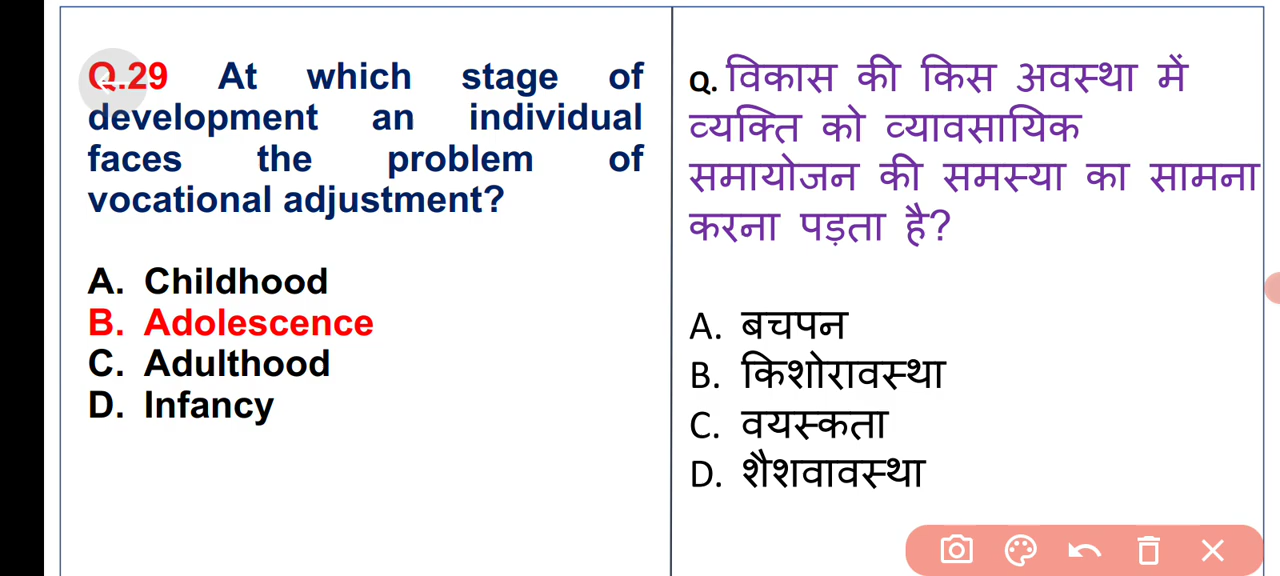 Q.29 At which stage of
development an individual
faces the problem of
vocational adjustment?
A. Childhood
B. Adolescence
C. Adulthood
D. Infancy
Q. विकास की किस अवस्था में
व्यक्ति को व्यावसायिक
समायोजन की समस्या का सामना
करना पड़ता है?
A. बचपन
B. किशोरावस्था
C. वयस्कता
D. शैशवावस्था